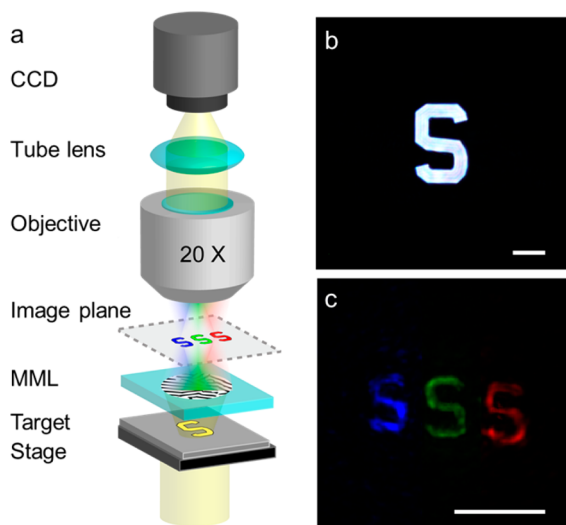 a
CCD
Tube lens
Objective
20 X
Image plane
S S S
MML
Target
S
Stage
b
S
c
S S S